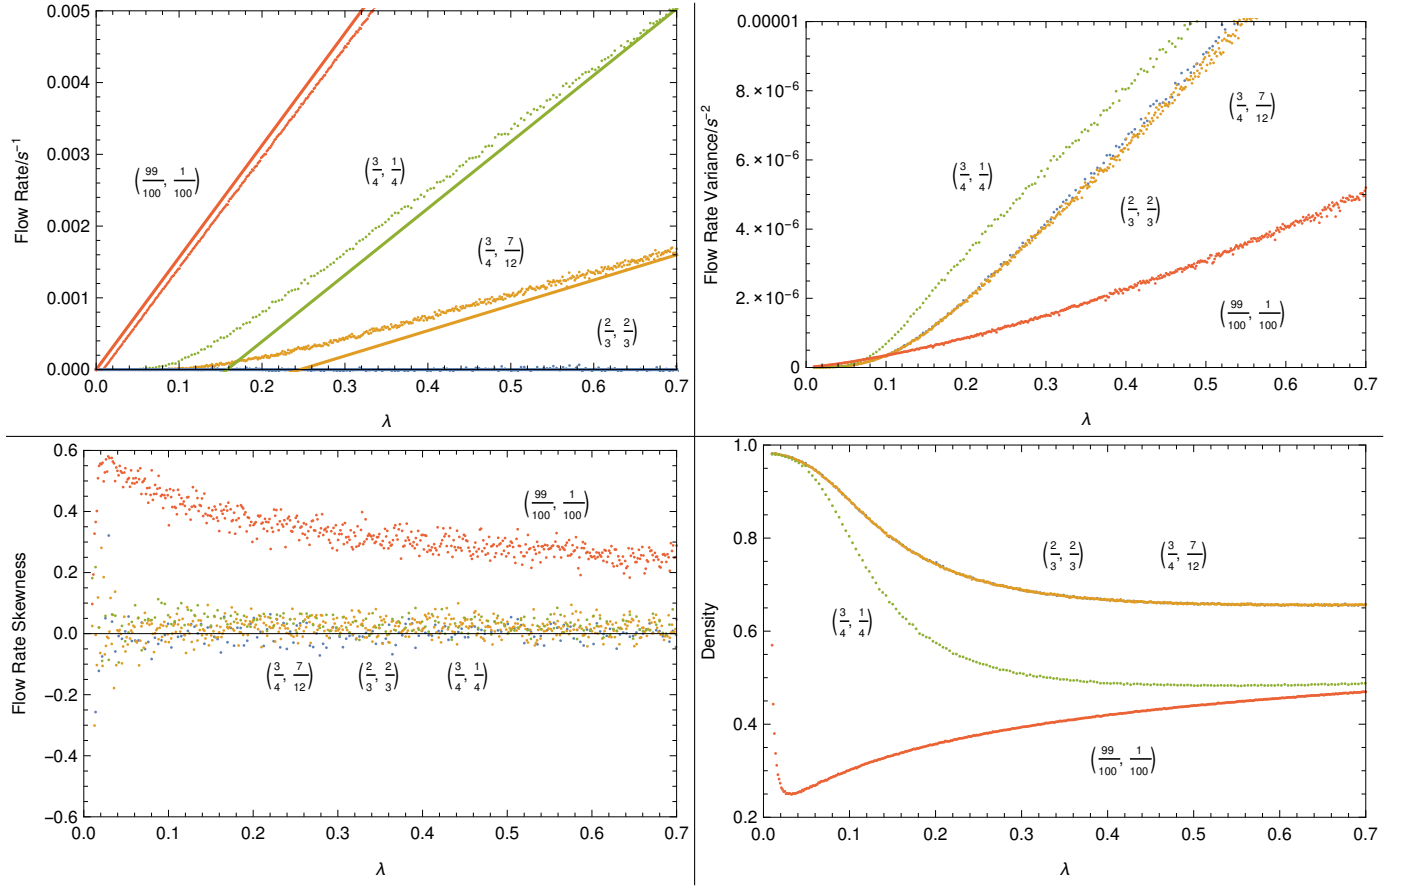 0.005
0.004
0.003
0.002
0.001
0.000
Flow Rate/s⁻¹
(99/100, 1/100)
(3/4, 1/4)
(3/4, 7/12)
(2/3, 2/3)
0.0 0.1 0.2 0.3 0.4 0.5 0.6 0.7
λ
0.00001
8.×10⁻⁶
6.×10⁻⁶
4.×10⁻⁶
2.×10⁻⁶
0
Flow Rate Variance/s⁻²
(3/4, 7/12)
(3/4, 1/4)
(2/3, 2/3)
(99/100, 1/100)
0.0 0.1 0.2 0.3 0.4 0.5 0.6 0.7
λ
0.6
0.4
0.2
0.0
−0.2
−0.4
−0.6
Flow Rate Skewness
(99/100, 1/100)
(3/4, 7/12) (2/3, 2/3) (3/4, 1/4)
0.0 0.1 0.2 0.3 0.4 0.5 0.6 0.7
λ
1.0
0.8
0.6
0.4
0.2
Density
(2/3, 2/3) (3/4, 7/12)
(3/4, 1/4)
(99/100, 1/100)
0.0 0.1 0.2 0.3 0.4 0.5 0.6 0.7
λ